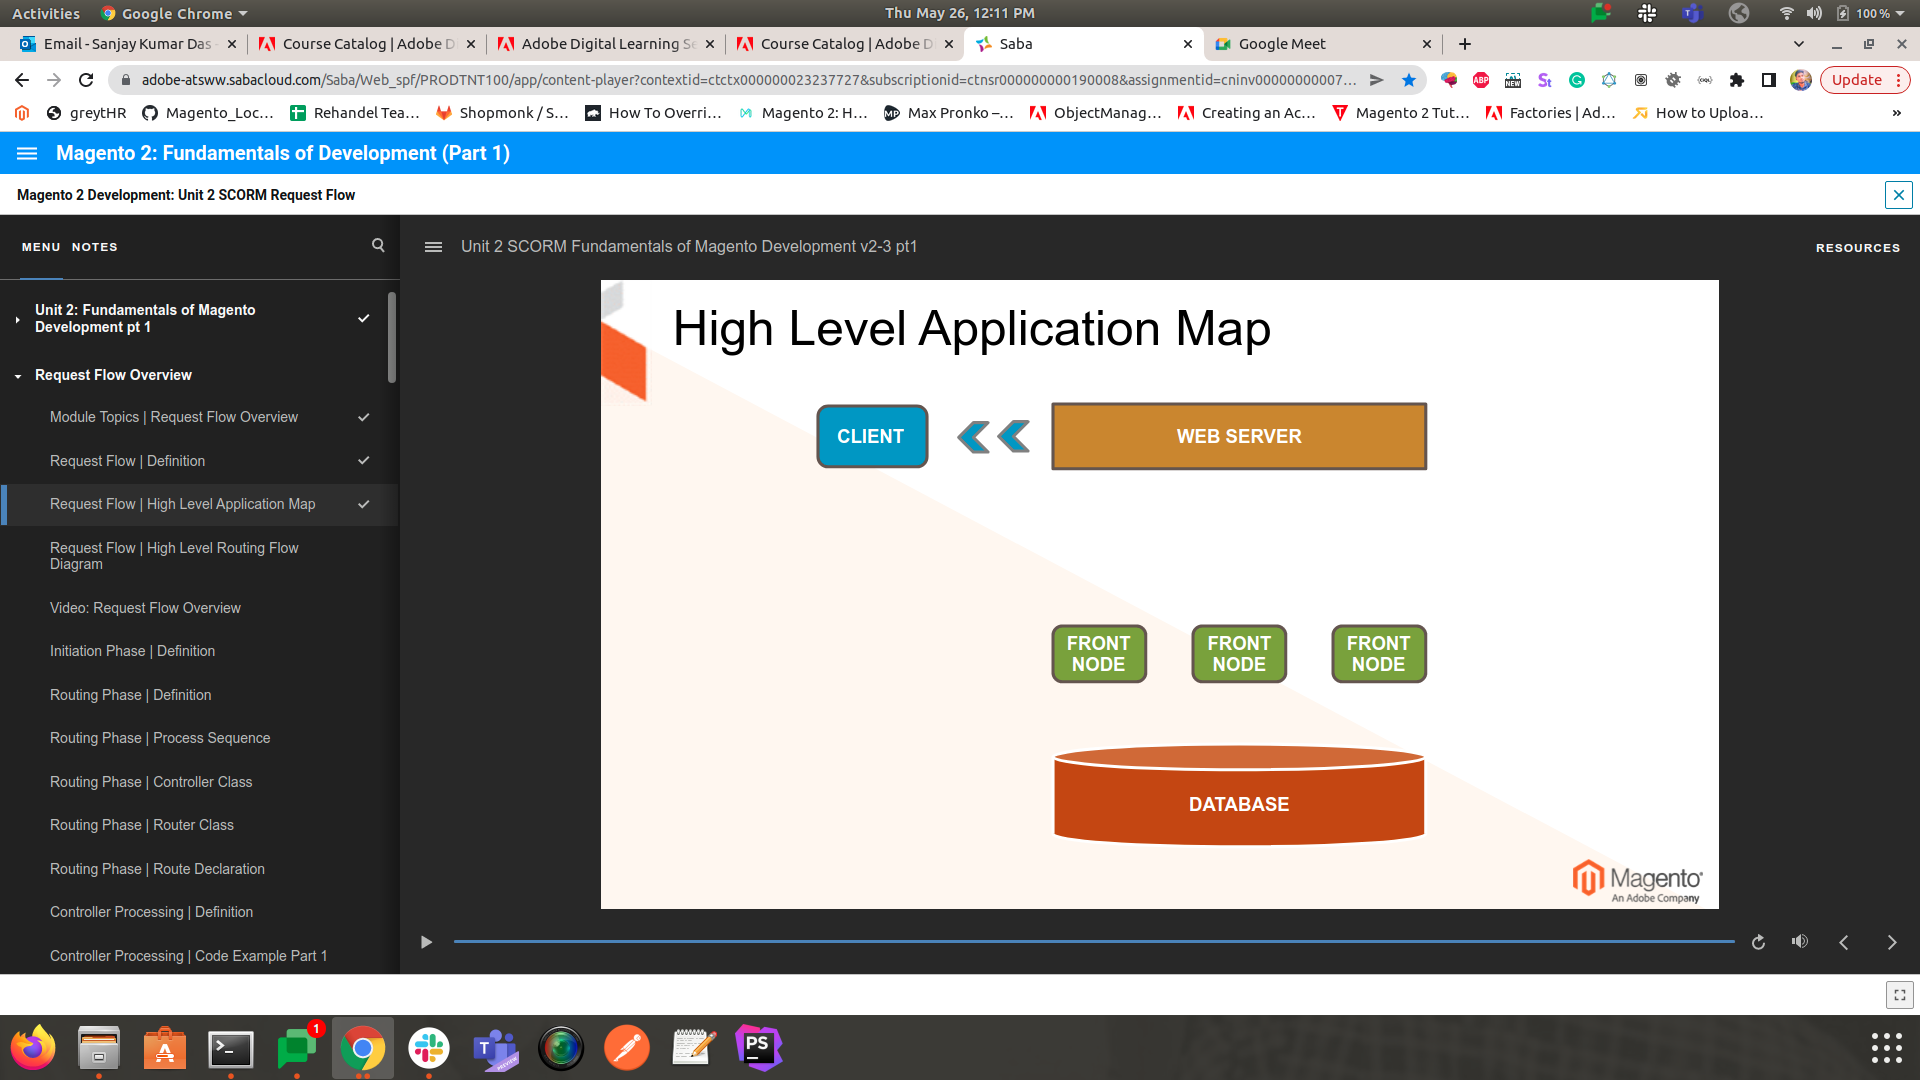 Activities
Google Chrome
Thu May 26, 12:11 PM
100 %
Email - Sanjay Kumar Das -
Course Catalog | Adobe D
Adobe Digital Learning Se
Course Catalog | Adobe D
Saba
Google Meet
adobe-atsww.sabacloud.com/Saba/Web_spf/PRODTNT100/app/content-player?contextid=ctctx000000023237727&subscriptionid=ctnsr000000000190008&assignmentid=cninv00000000007...
ABP
NEW
Update
greytHR
Magento_Loc...
Rehandel Tea...
Shopmonk / S...
How To Overri...
Magento 2: H...
Max Pronko –...
ObjectManag...
Creating an Ac...
Magento 2 Tut...
Factories | Ad...
How to Uploa...
»
Magento 2: Fundamentals of Development (Part 1)
Magento 2 Development: Unit 2 SCORM Request Flow
MENU
NOTES
Unit 2 SCORM Fundamentals of Magento Development v2-3 pt1
RESOURCES
Unit 2: Fundamentals of Magento
Development pt 1
Request Flow Overview
Module Topics | Request Flow Overview
Request Flow | Definition
Request Flow | High Level Application Map
Request Flow | High Level Routing Flow
Diagram
Video: Request Flow Overview
Initiation Phase | Definition
Routing Phase | Definition
Routing Phase | Process Sequence
Routing Phase | Controller Class
Routing Phase | Router Class
Routing Phase | Route Declaration
Controller Processing | Definition
Controller Processing | Code Example Part 1
High Level Application Map
CLIENT
WEB SERVER
FRONT
NODE
FRONT
NODE
FRONT
NODE
DATABASE
Magento
An Adobe Company
1
T
PREVIEW
PS